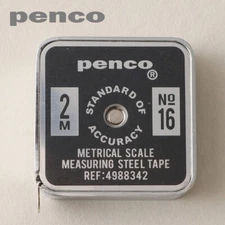 penco
penco®
2
M
STANDARD OF
ACCURACY
No
16
METRICAL SCALE
MEASURING STEEL TAPE
REF:4988342